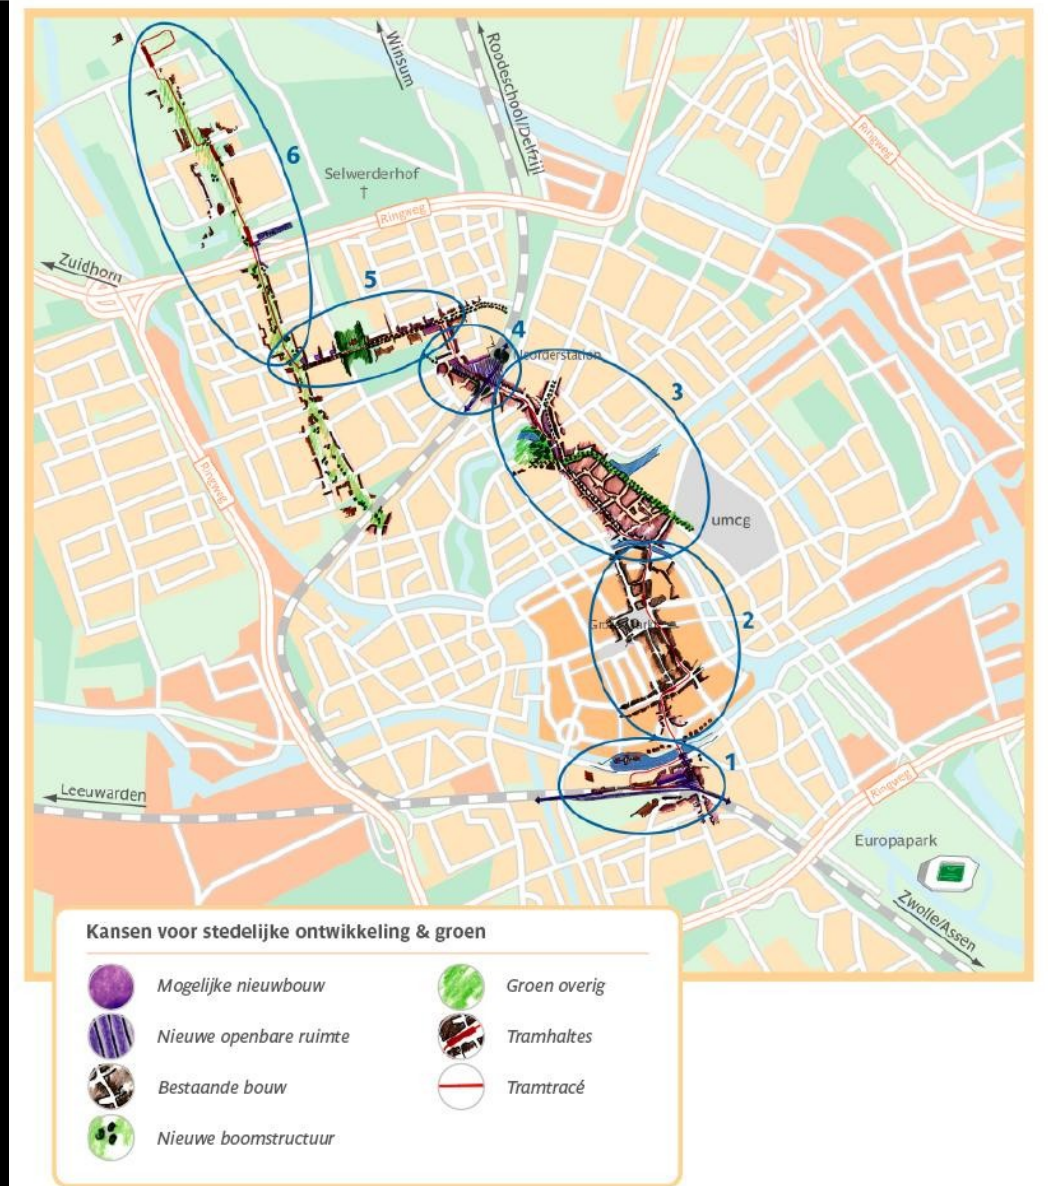 Winsum
Roodeschool/Delfzijl
Ringweg
6
Selwerderhof
†
Ringweg
Zuidhorn
5
4
Noorderstation
3
Ringweg
umcg
2
1
Leeuwarden
Ringweg
Europapark
Zwolle/Assen
Kansen voor stedelijke ontwikkeling & groen
Mogelijke nieuwbouw
Nieuwe openbare ruimte
Bestaande bouw
Nieuwe boomstructuur
Groen overig
Tramhaltes
Tramtracé